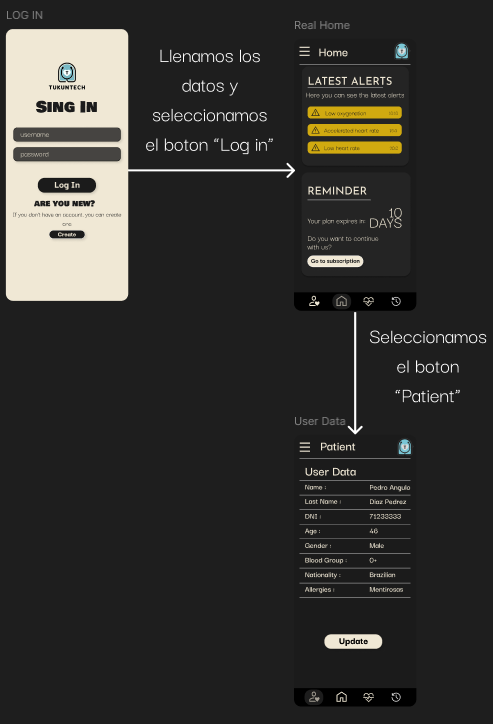 LOG IN
TUKUNTECH
SING IN
username
password
Log In
ARE YOU NEW?
If you don't have an account, you can create
one
Create
Llenamos los
datos y
seleccionamos
el boton "Log in"
Real Home
Home
LATEST ALERTS
Here you can see the latest alerts
Low oxygenation
Accelerated heart rate
Low heart rate
REMINDER
Your plan expires in:
10
DAYS
Do you want to continue
with us?
Go to subscription
Seleccionamos
el boton
"Patient"
User Data
Patient
User Data
Name : Pedro Angulo
Last Name : Diaz Pedrez
DNI : 71233333
Age : 46
Gender : Male
Blood Group : O+
Nationality : Brazilian
Allergies : Mentirosas
Update